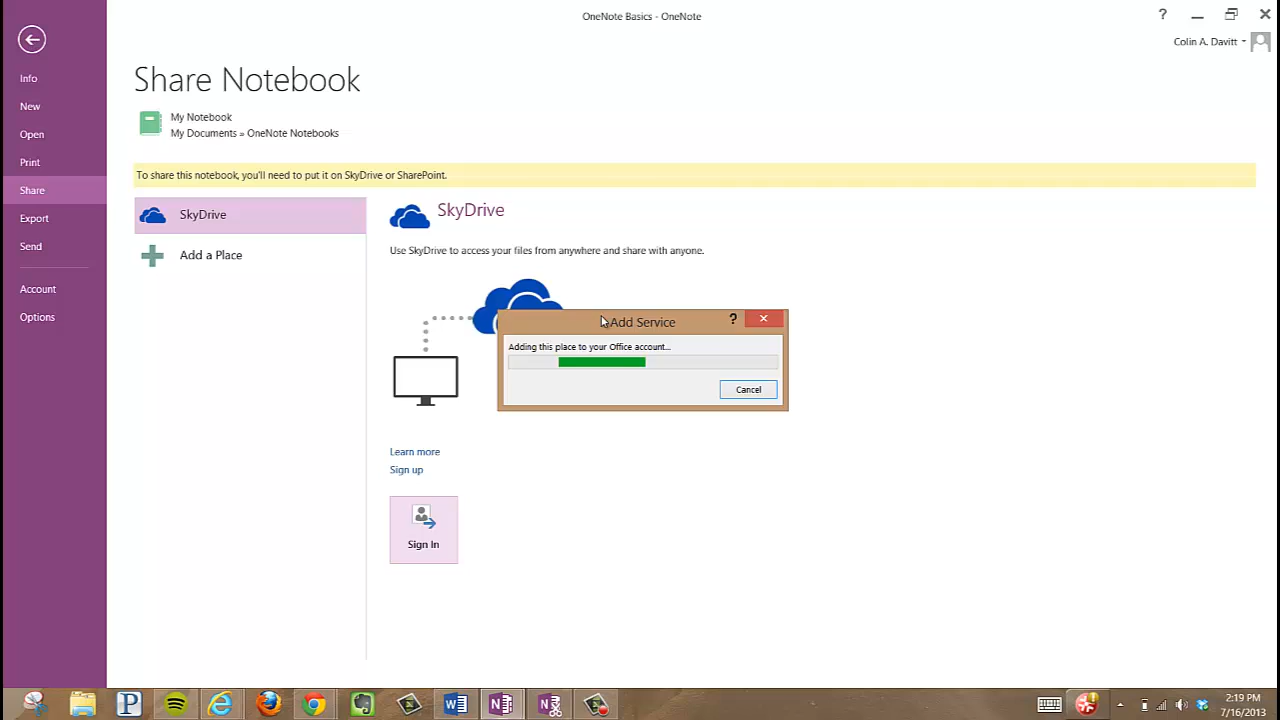 OneNote Basics - OneNote
?
Colin A. Davitt
Info
New
Open
Print
Share
Export
Send
Account
Options
Share Notebook
My Notebook
My Documents » OneNote Notebooks
To share this notebook, you'll need to put it on SkyDrive or SharePoint.
SkyDrive
Add a Place
SkyDrive
Use SkyDrive to access your files from anywhere and share with anyone.
Add Service
?
Adding this place to your Office account...
Cancel
Learn more
Sign up
Sign In
2:19 PM
7/16/2013